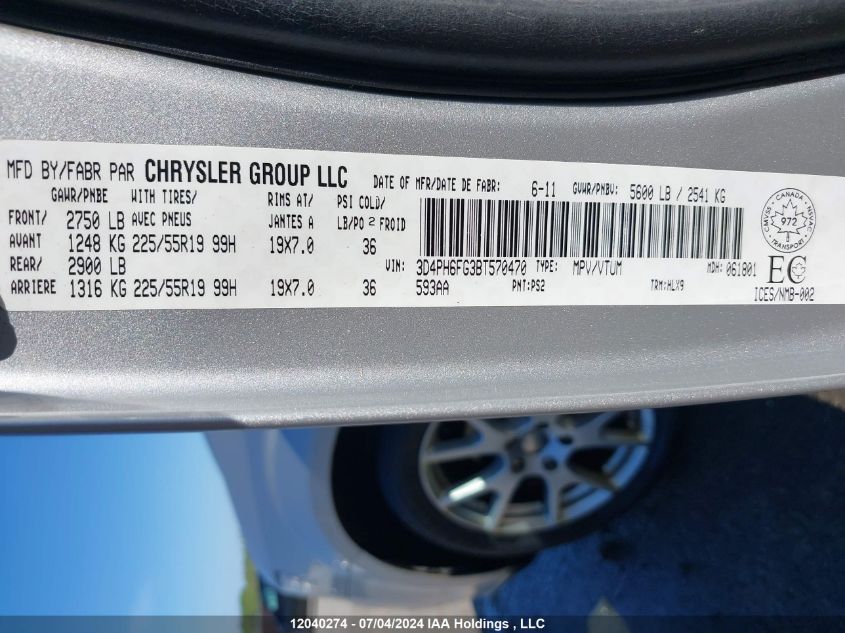 MFD BY/FABR PAR CHRYSLER GROUP LLC DATE OF MFR/DATE DE FABR: 6-11 GVWR/PNBV: 5600 LB / 2541 KG
GAWR/PNBE WITH TIRES/ RIMS AT/ PSI COLD/
FRONT/ 2750 LB AVEC PNEUS JANTES A LB/PO 2 FROID
AVANT 1248 KG 225/55R19 99H 19X7.0 36
REAR/ 2900 LB
ARRIERE 1316 KG 225/55R19 99H 19X7.0 36
VIN: 3D4PH6FG3BT570470 TYPE: MPV/VTUM MDH: 061801
593AA PNT:PS2 TRM:HLX9
CANADA
CMVSS NSVAC
972
T
EC
ICES/NMB-002
12040274 - 07/04/2024 IAA Holdings , LLC